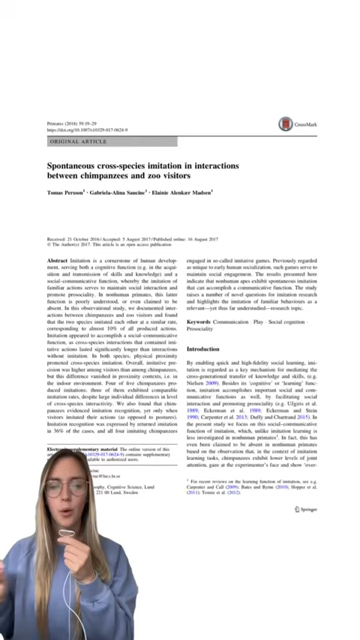 Primates (2018) 59:19–29
https://doi.org/10.1007/s10329-017-0624-9
CrossMark
ORIGINAL ARTICLE
Spontaneous cross-species imitation in interactions
between chimpanzees and zoo visitors
Tomas Persson¹ · Gabriela-Alina Sauciuc¹ · Elainie Alenkær Madsen¹
Received: 23 October 2016 / Accepted: 3 August 2017 / Published online: 16 August 2017
© The Author(s) 2017. This article is an open access publication
Abstract Imitation is a cornerstone of human develop-
ment, serving both a cognitive function (e.g. in the acqui-
sition and transmission of skills and knowledge) and a
social-communicative function, whereby the imitation of
familiar actions serves to maintain social interaction and
promote prosociality. In nonhuman primates, this latter
function is poorly understood, or even claimed to be
absent. In this observational study, we documented inter-
actions between chimpanzees and zoo visitors and found
that the two species imitated each other at a similar rate,
corresponding to almost 10% of all produced actions.
Imitation appeared to accomplish a social-communicative
function, as cross-species interactions that contained imi-
tative actions lasted significantly longer than interactions
without imitation. In both species, physical proximity
promoted cross-species imitation. Overall, imitative pre-
cision was higher among visitors than among chimpanzees,
but this difference vanished in proximity contexts, i.e. in
the indoor environment. Four of five chimpanzees pro-
duced imitations; three of them exhibited comparable
imitation rates, despite large individual differences in level
of cross-species interactivity. We also found that chim-
panzees evidenced imitation recognition, yet only when
visitors imitated their actions (as opposed to postures).
Imitation recognition was expressed by returned imitation
in 36% of the cases, and all four imitating chimpanzees
Electronic supplementary material The online version of this
10329-017-0624-9) contains supplementary
available to authorized users.
me
n@lucs.lu.se
osophy, Cognitive Science, Lund
221 00 Lund, Sweden
engaged in so-called imitative games. Previously regarded
as unique to early human socialization, such games serve to
maintain social engagement. The results presented here
indicate that nonhuman apes exhibit spontaneous imitation
that can accomplish a communicative function. The study
raises a number of novel questions for imitation research
and highlights the imitation of familiar behaviours as a
relevant—yet thus far understudied—research topic.
Keywords Communication · Play · Social cognition ·
Prosociality
Introduction
By enabling quick and high-fidelity social learning, imi-
tation is regarded as a key mechanism for mediating the
cross-generational transfer of knowledge and skills (e.g.
Nielsen 2009). Besides its 'cognitive' or 'learning' func-
tion, imitation accomplishes important social and com-
municative functions as well, by facilitating social
interaction and promoting prosociality (e.g. Užgiris
1989; Eckerman et al. 1989; Eckerman and Stein
1990; Carpenter et al. 2013; Duffy and Chartrand 2015). In
the present study we focus on this social-communicative
function of imitation, which, unlike imitation learning is
less investigated in nonhuman primates¹. In fact, this has
even been claimed to be absent in nonhuman primates
based on the observation that, in the context of imitation
learning tasks, chimpanzees exhibit lower levels of joint
attention, gaze at the experimenter's face and show 'over-
¹ For recent reviews on the learning function of imitation, see e.g.
Carpenter and Call (2009);
et al. (2011);
et al. (2012).
Springer